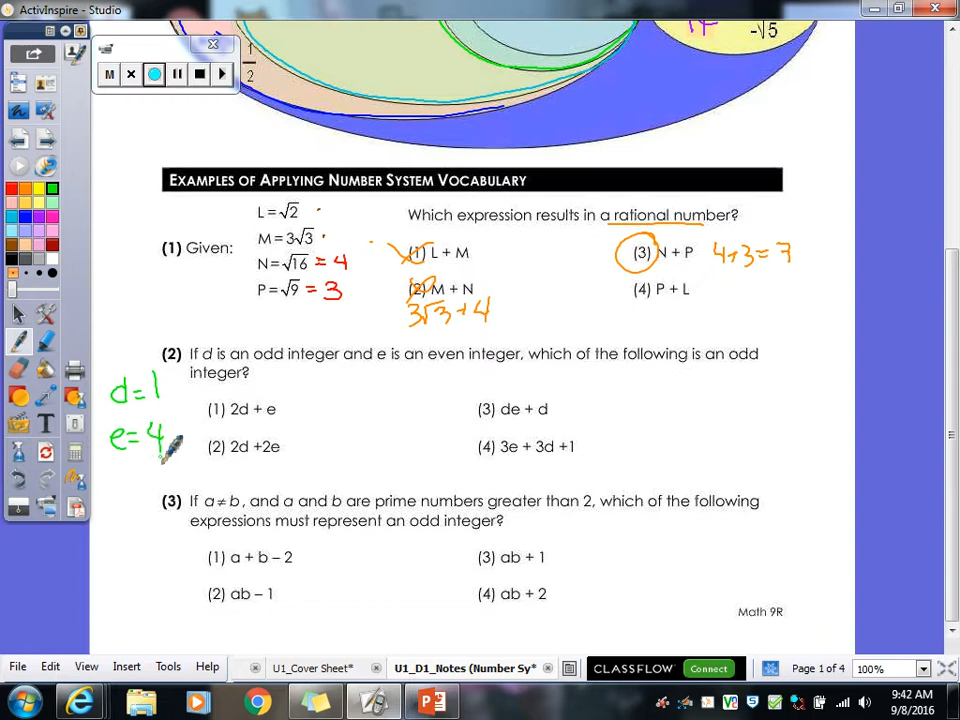 ActivInspire - Studio
1
2
-√5
M
EXAMPLES OF APPLYING NUMBER SYSTEM VOCABULARY
(1) Given:
L = √2
M = 3√3
N = √16 = 4
P = √9 = 3
Which expression results in a rational number?
(1) L + M
(3) N + P 4+3=7
(2) M + N
(4) P + L
3√3 + 4
(2) If d is an odd integer and e is an even integer, which of the following is an odd
integer?
d=1
e=4
(1) 2d + e
(3) de + d
(2) 2d +2e
(4) 3e + 3d +1
(3) If a ≠ b, and a and b are prime numbers greater than 2, which of the following
expressions must represent an odd integer?
(1) a + b – 2
(3) ab + 1
(2) ab – 1
(4) ab + 2
Math 9R
File Edit View Insert Tools Help
U1_Cover Sheet*
U1_D1_Notes (Number Sy*
CLASSFLOW Connect
Page 1 of 4
100%
9:42 AM
9/8/2016